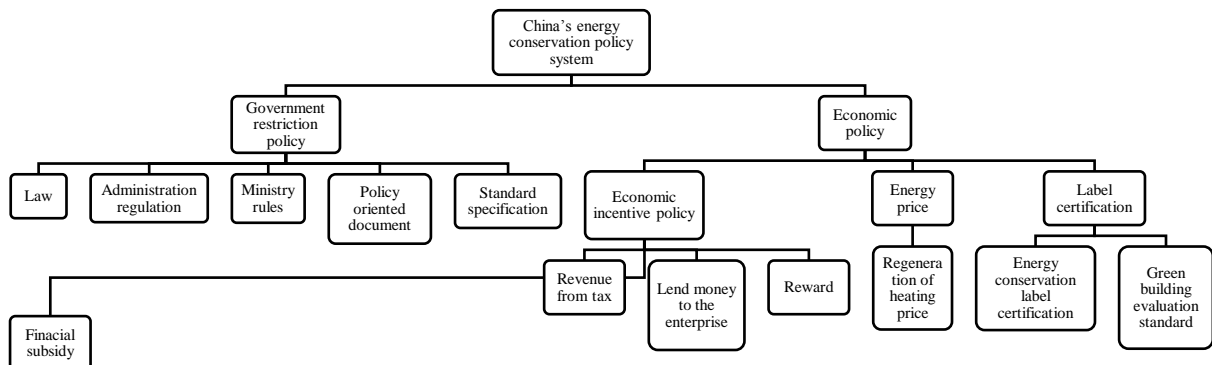 China's energy
conservation policy
system
Government
restriction
policy
Economic
policy
Law
Administration
regulation
Ministry
rules
Policy
oriented
document
Standard
specification
Economic
incentive policy
Energy
price
Label
certification
Finacial
subsidy
Revenue
from tax
Lend money
to the
enterprise
Reward
Regenera
tion of
heating
price
Energy
conservation
label
certification
Green
building
evaluation
standard